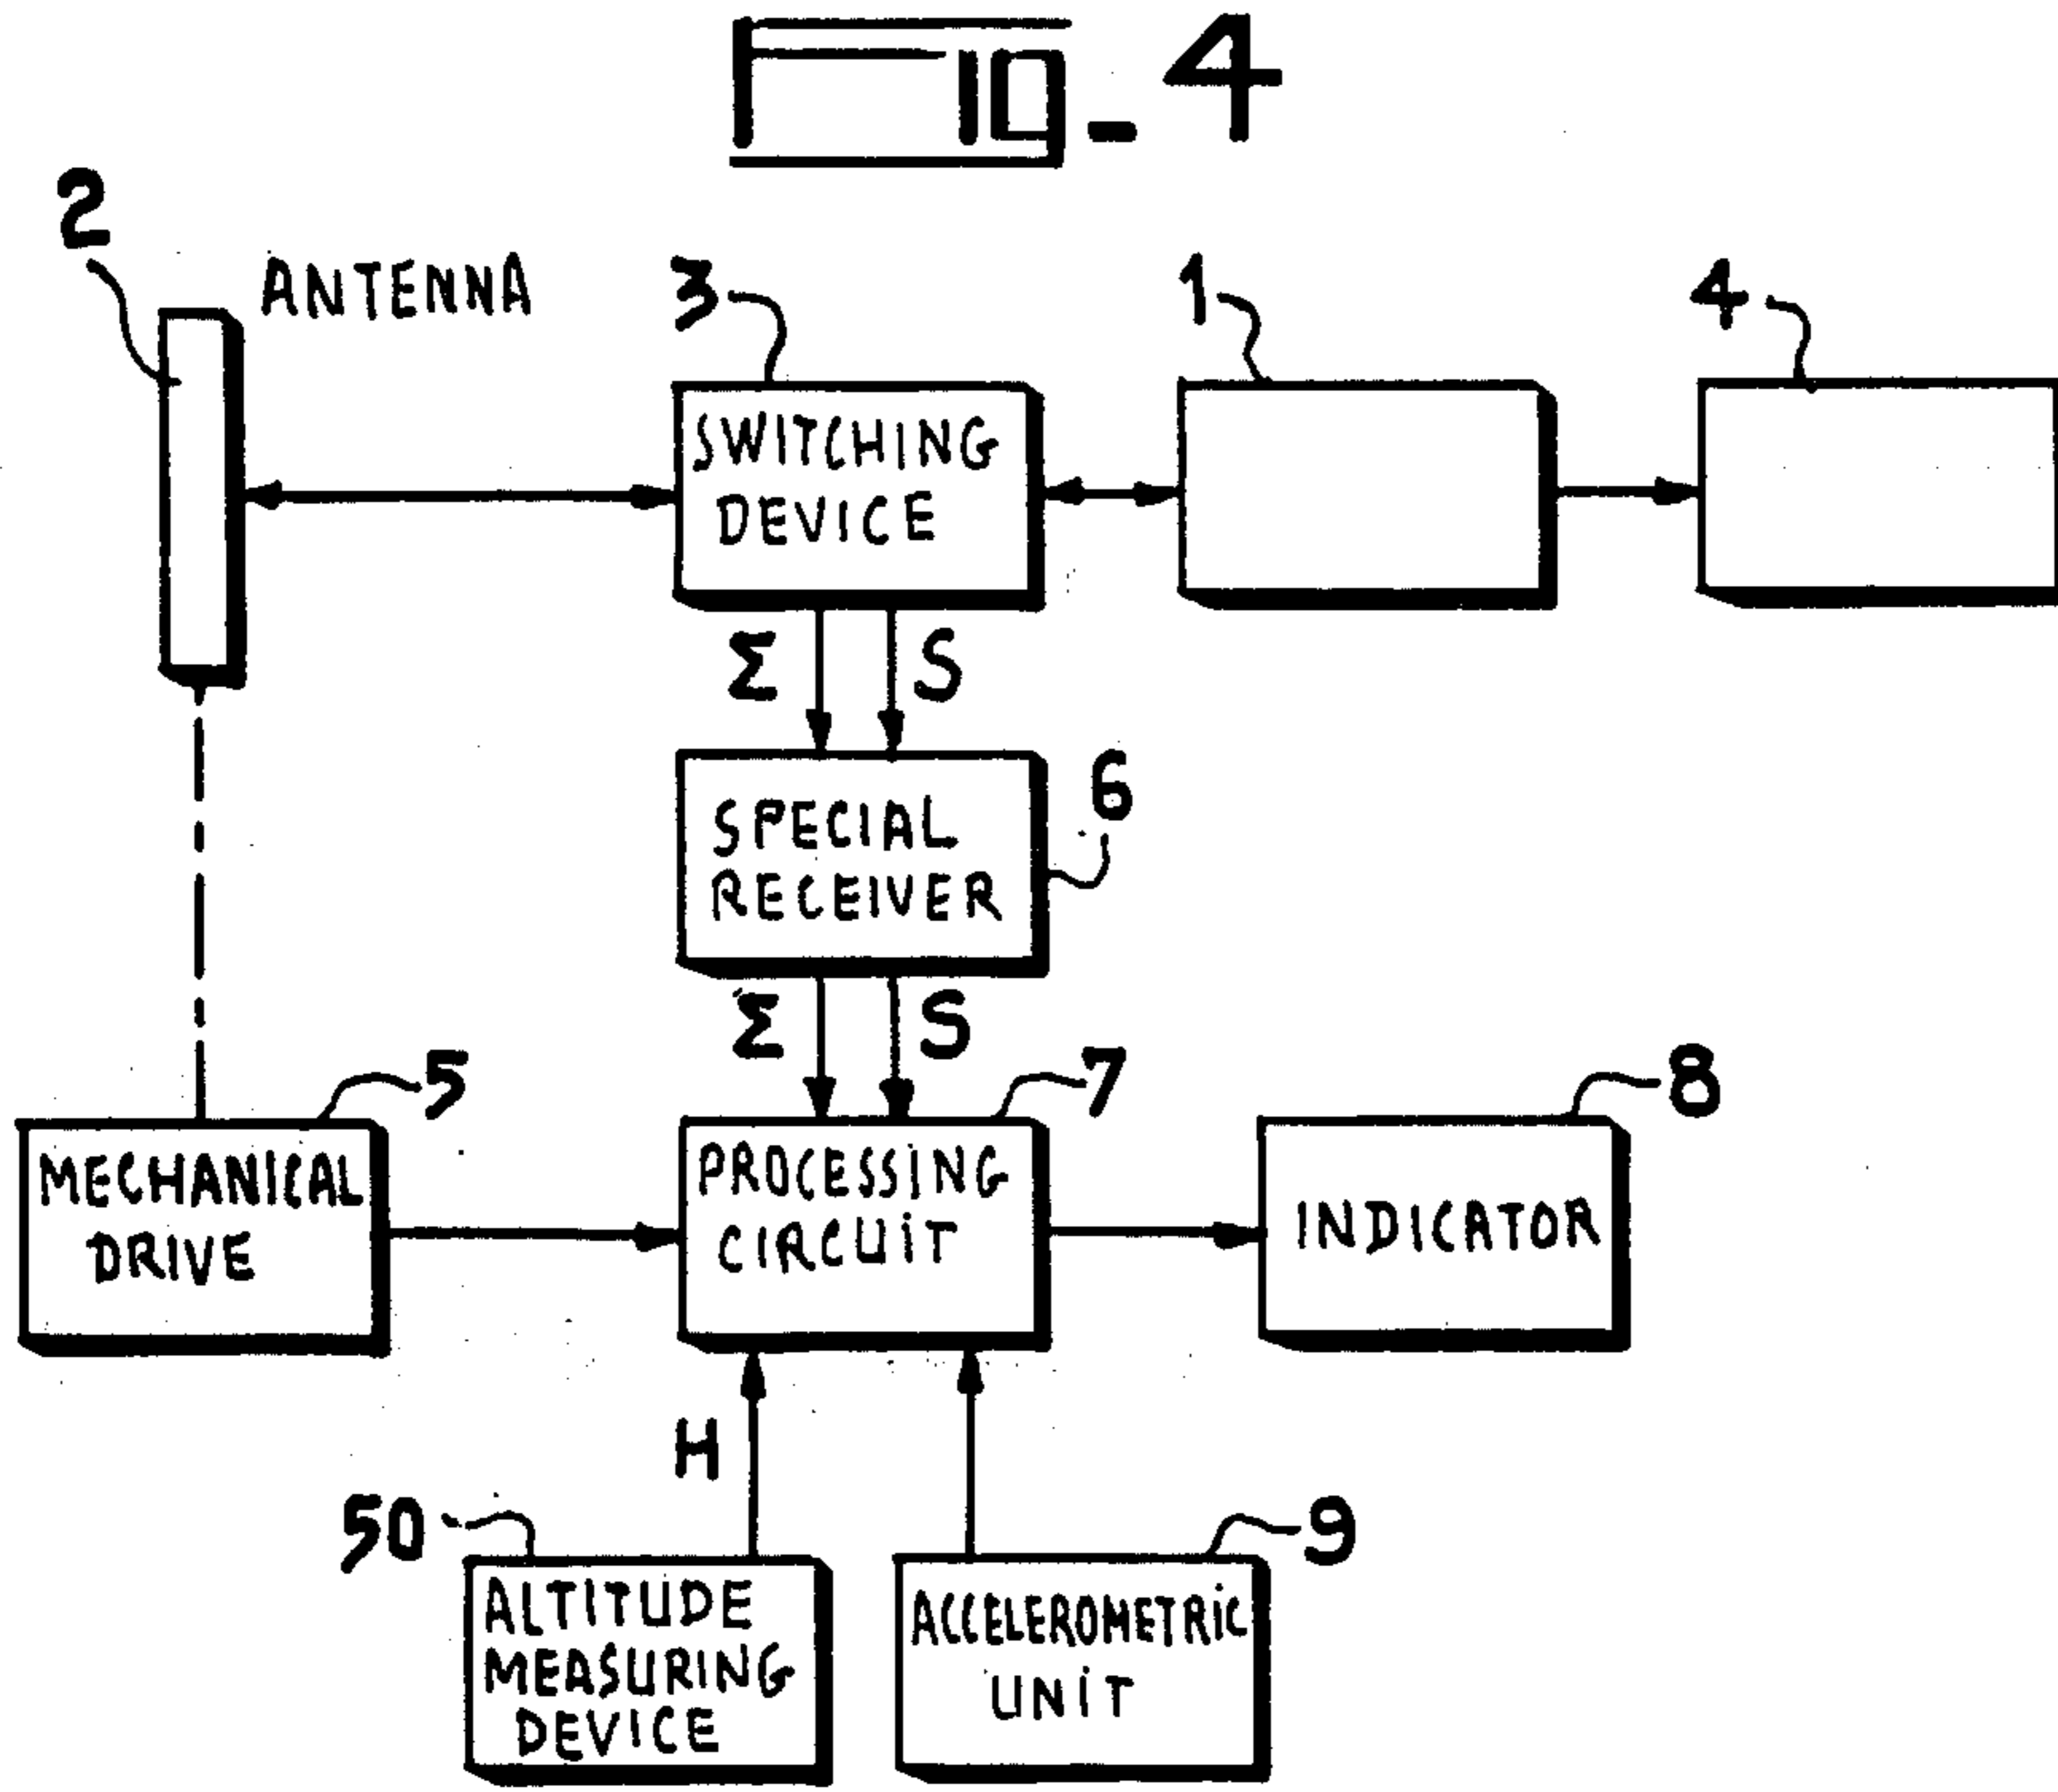 FIG-4
2
ANTENNA
3
1
4
SWITCHING
DEVICE
Σ
S
SPECIAL
RECEIVER
6
Σ
S
5
7
8
MECHANICAL
DRIVE
PROCESSING
CIRCUIT
INDICATOR
H
50
9
ALTITUDE
MEASURING
DEVICE
ACCELEROMETRIC
UNIT